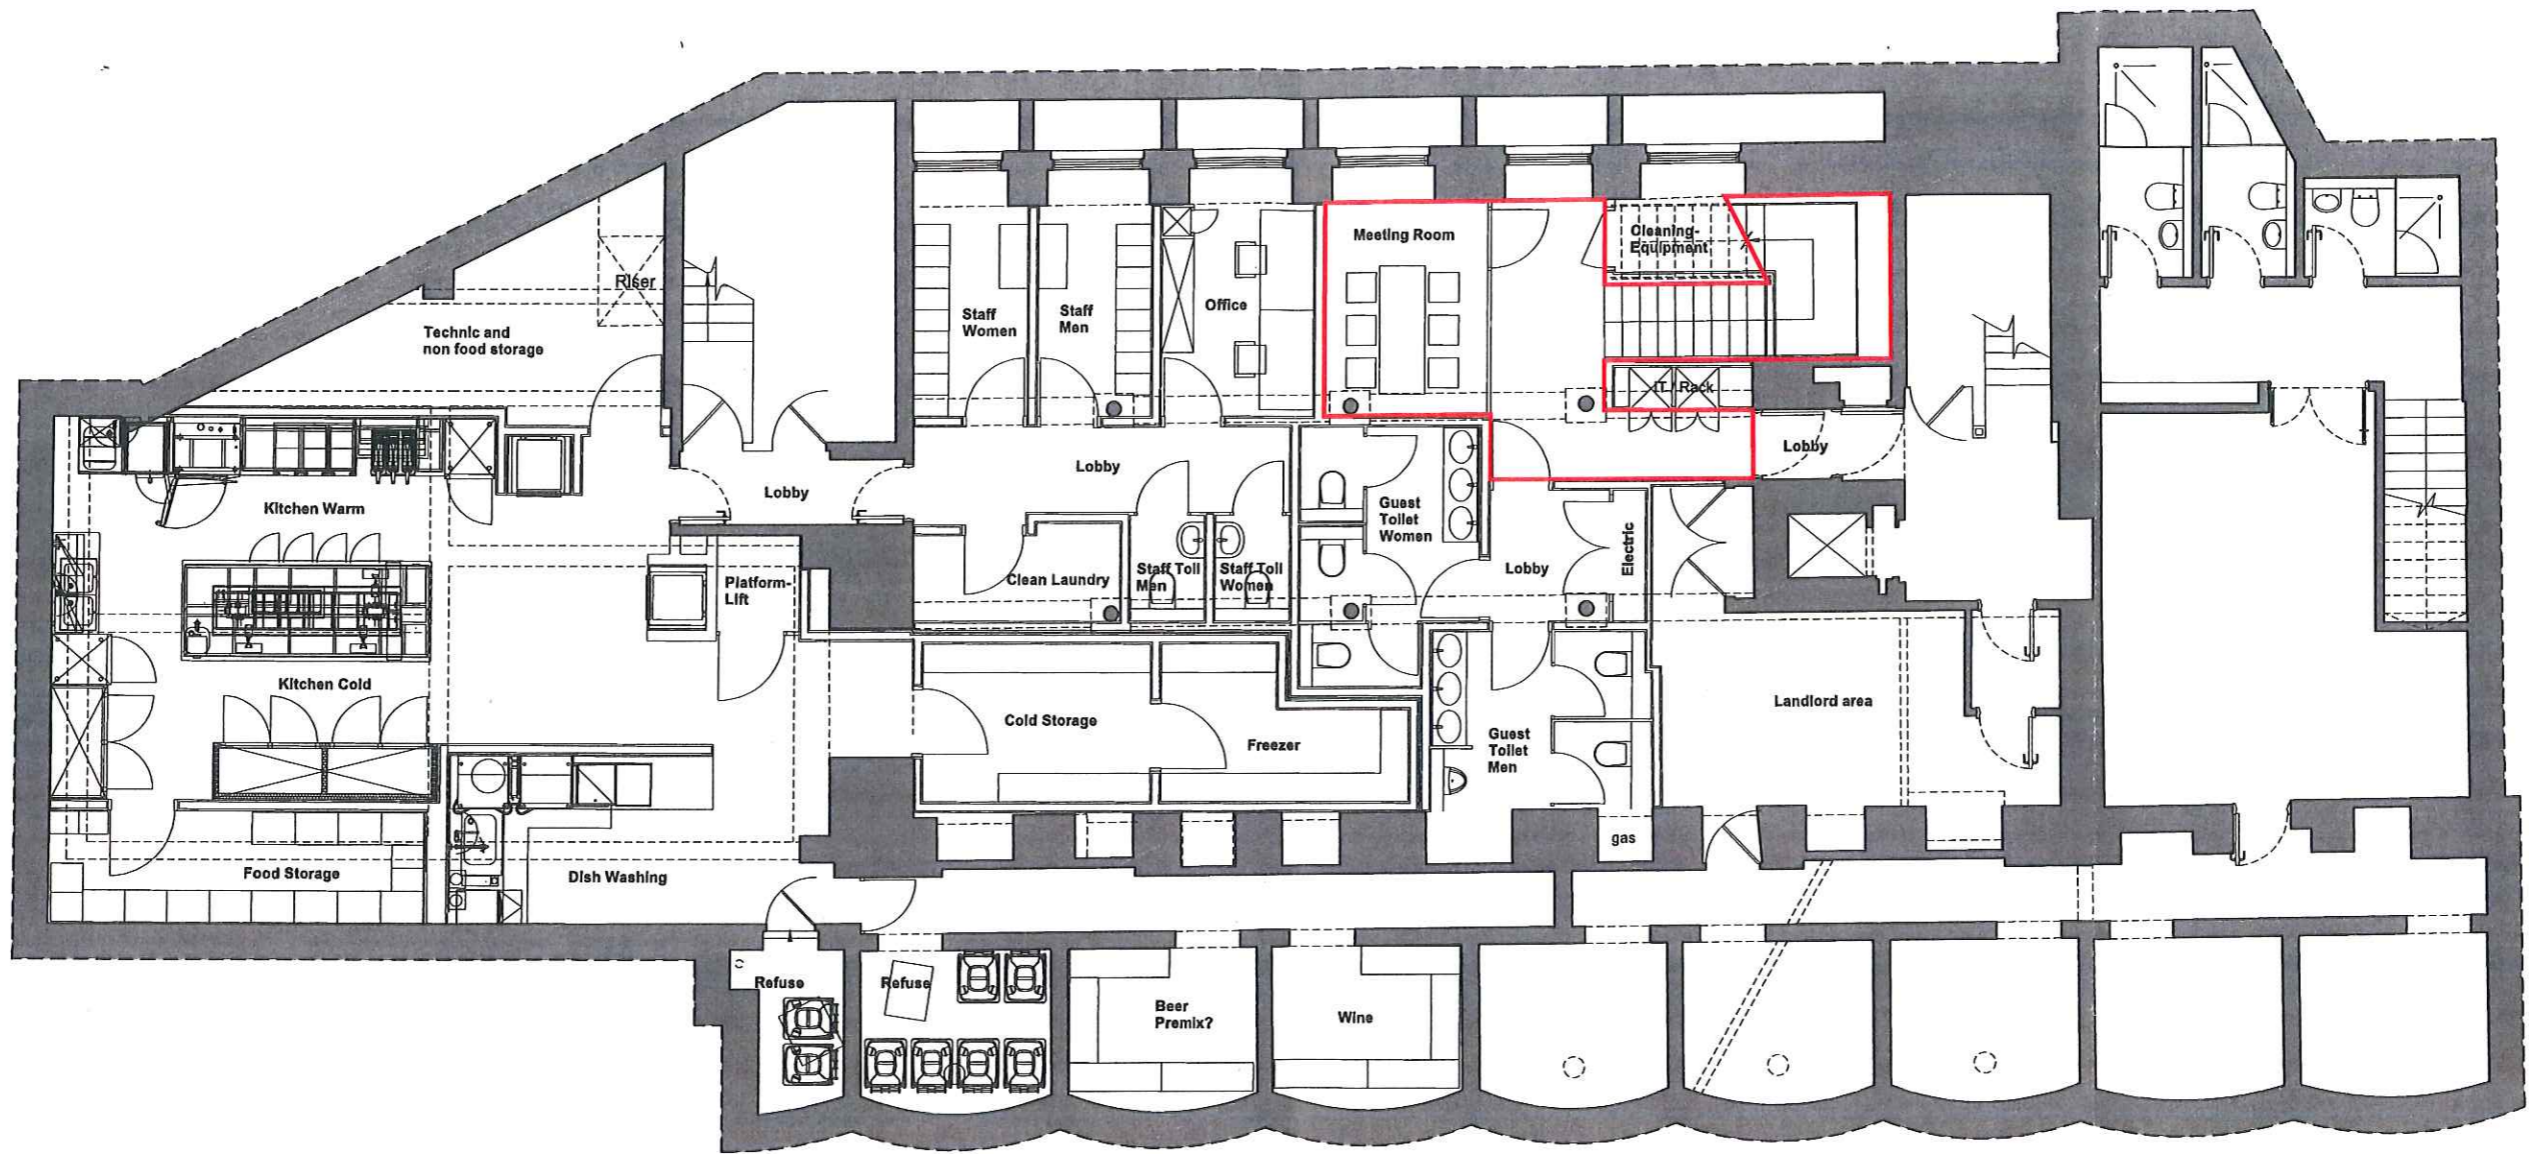 Meeting Room
Cleaning-
Equipment
Riser
Staff
Women
Staff
Men
Office
Technic and
non food storage
IT / Rack
Lobby
Lobby
Lobby
Kitchen Warm
Guest
Toilet
Women
Electric
Lobby
Platform-
Lift
Clean Laundry
Staff Toil
Men
Staff Toil
Women
Kitchen Cold
Cold Storage
Freezer
Guest
Toilet
Men
Landlord area
gas
Food Storage
Dish Washing
Refuse
Refuse
Beer
Premix?
Wine